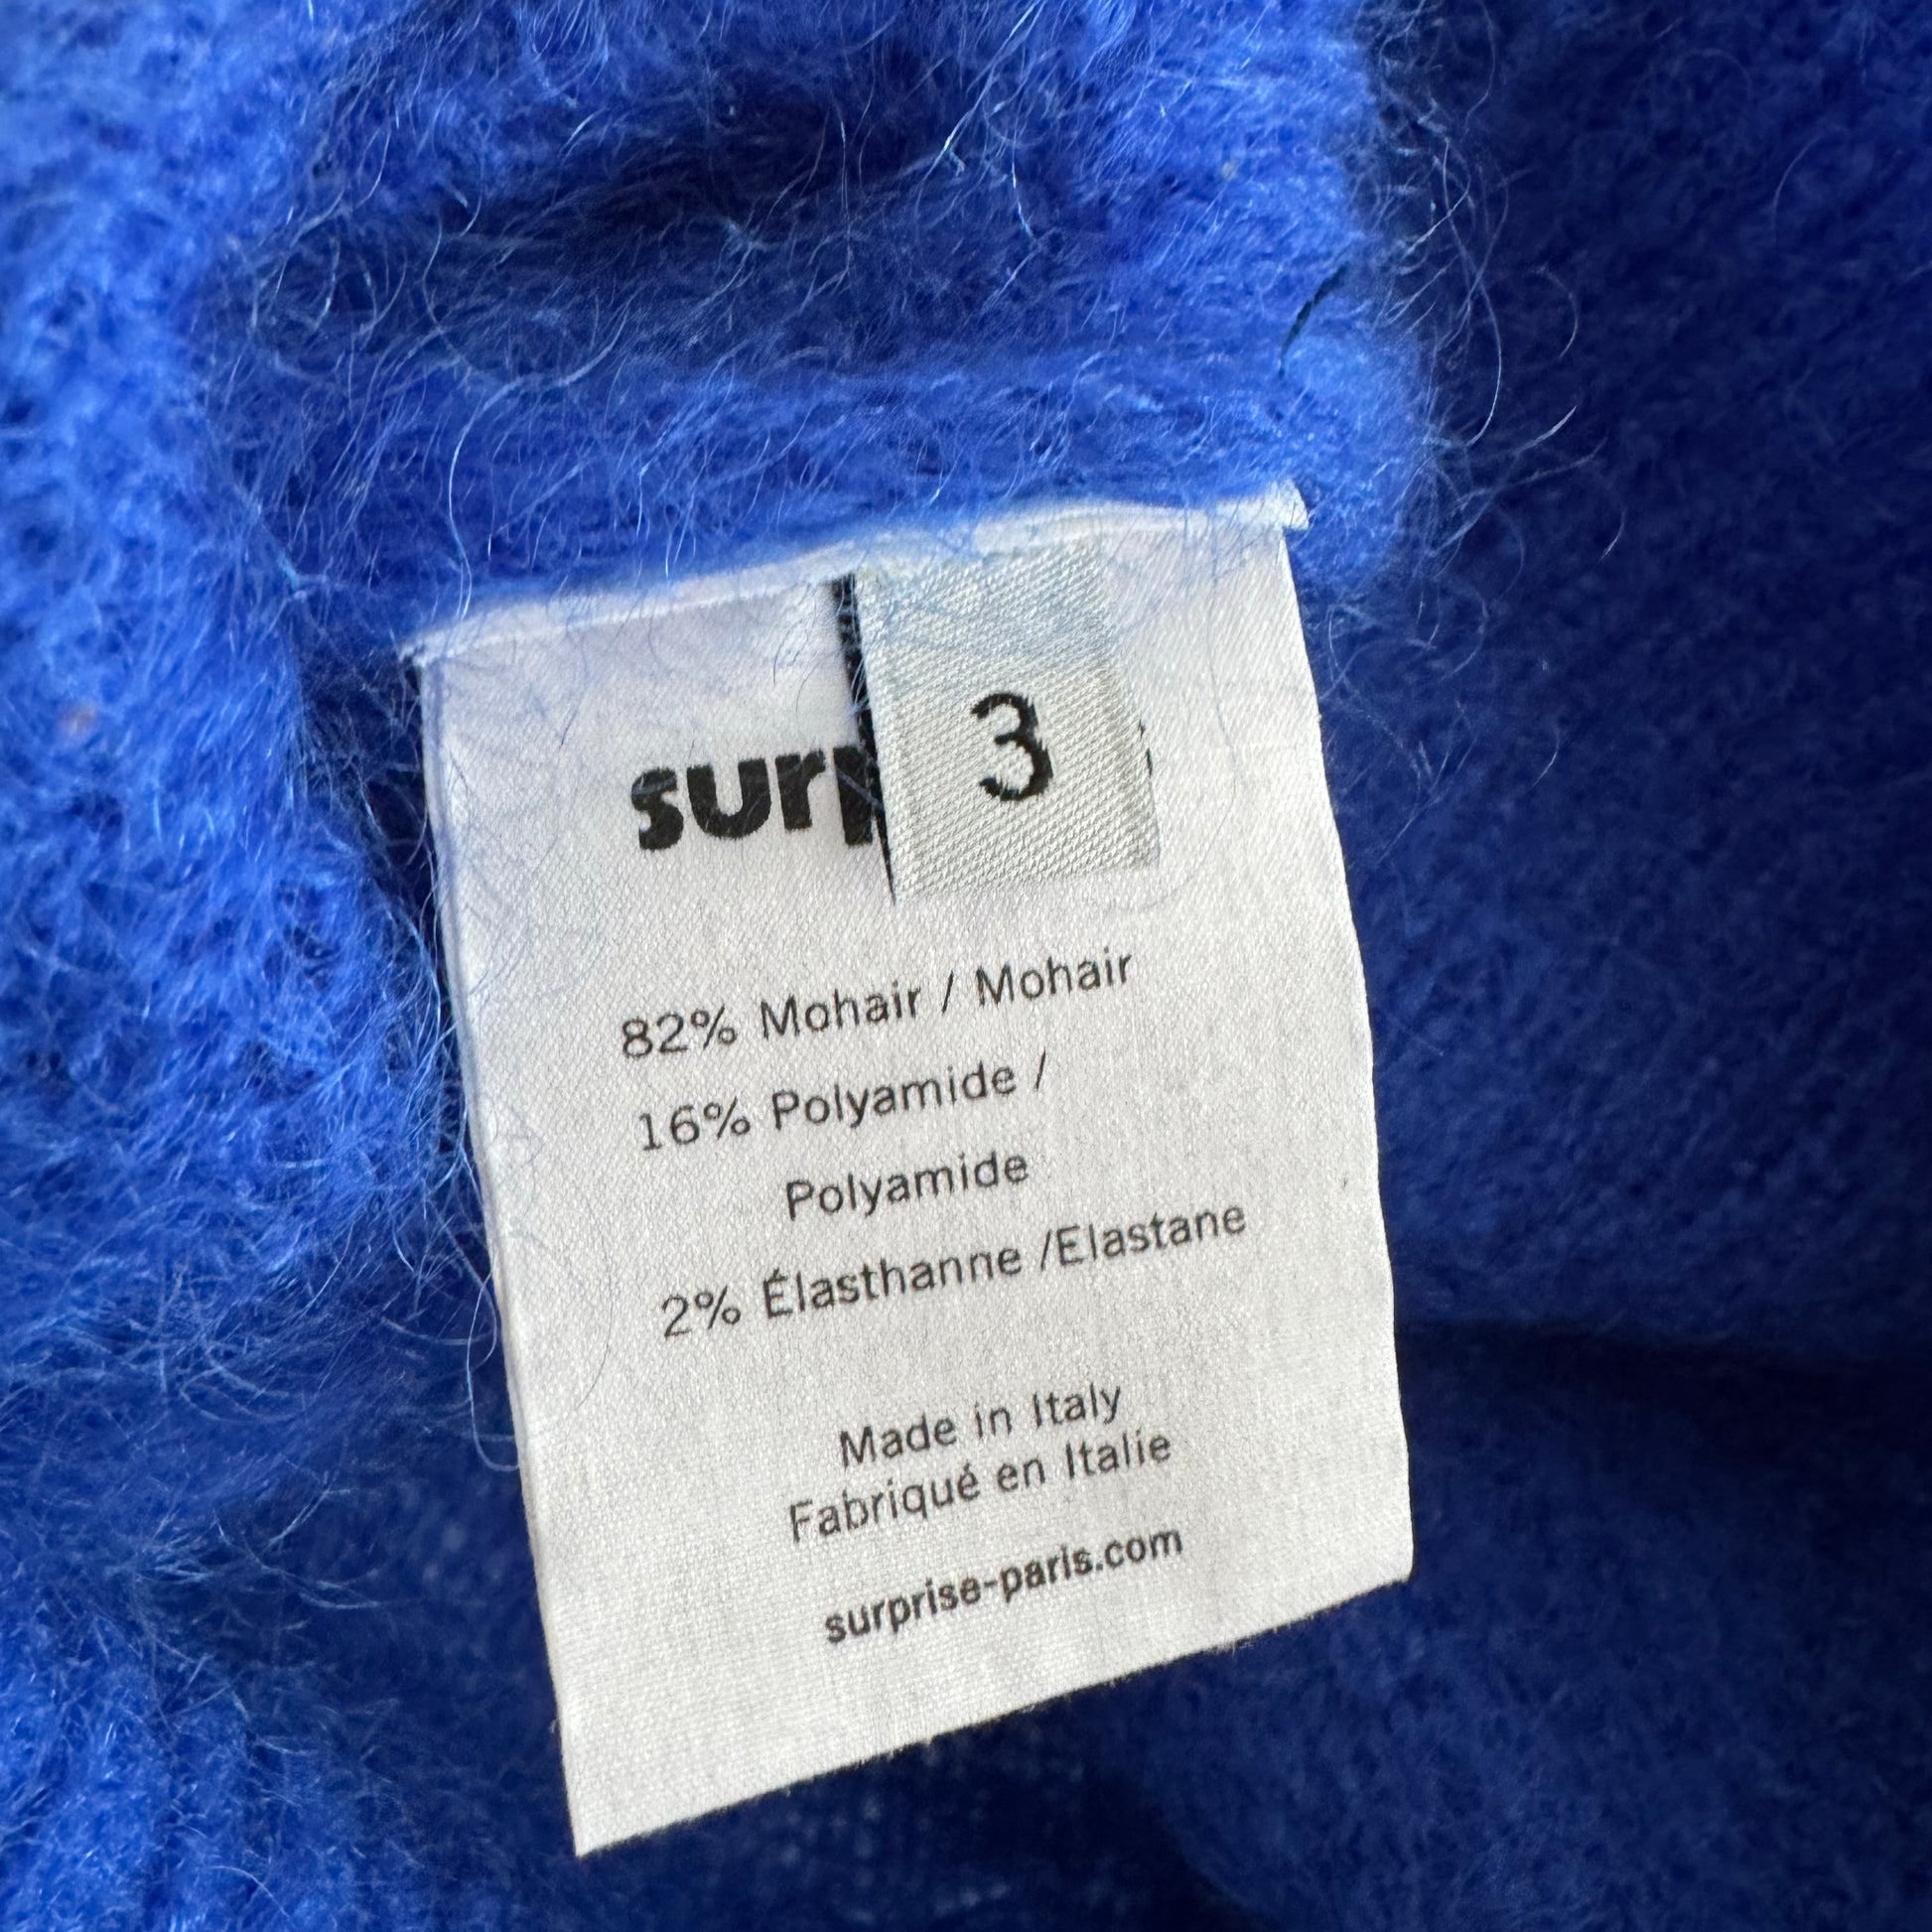 3
82% Mohair / Mohair
16% Polyamide /
Polyamide
2% Élasthanne /Elastane
Made in Italy
Fabriqué en Italie
surprise-paris.com